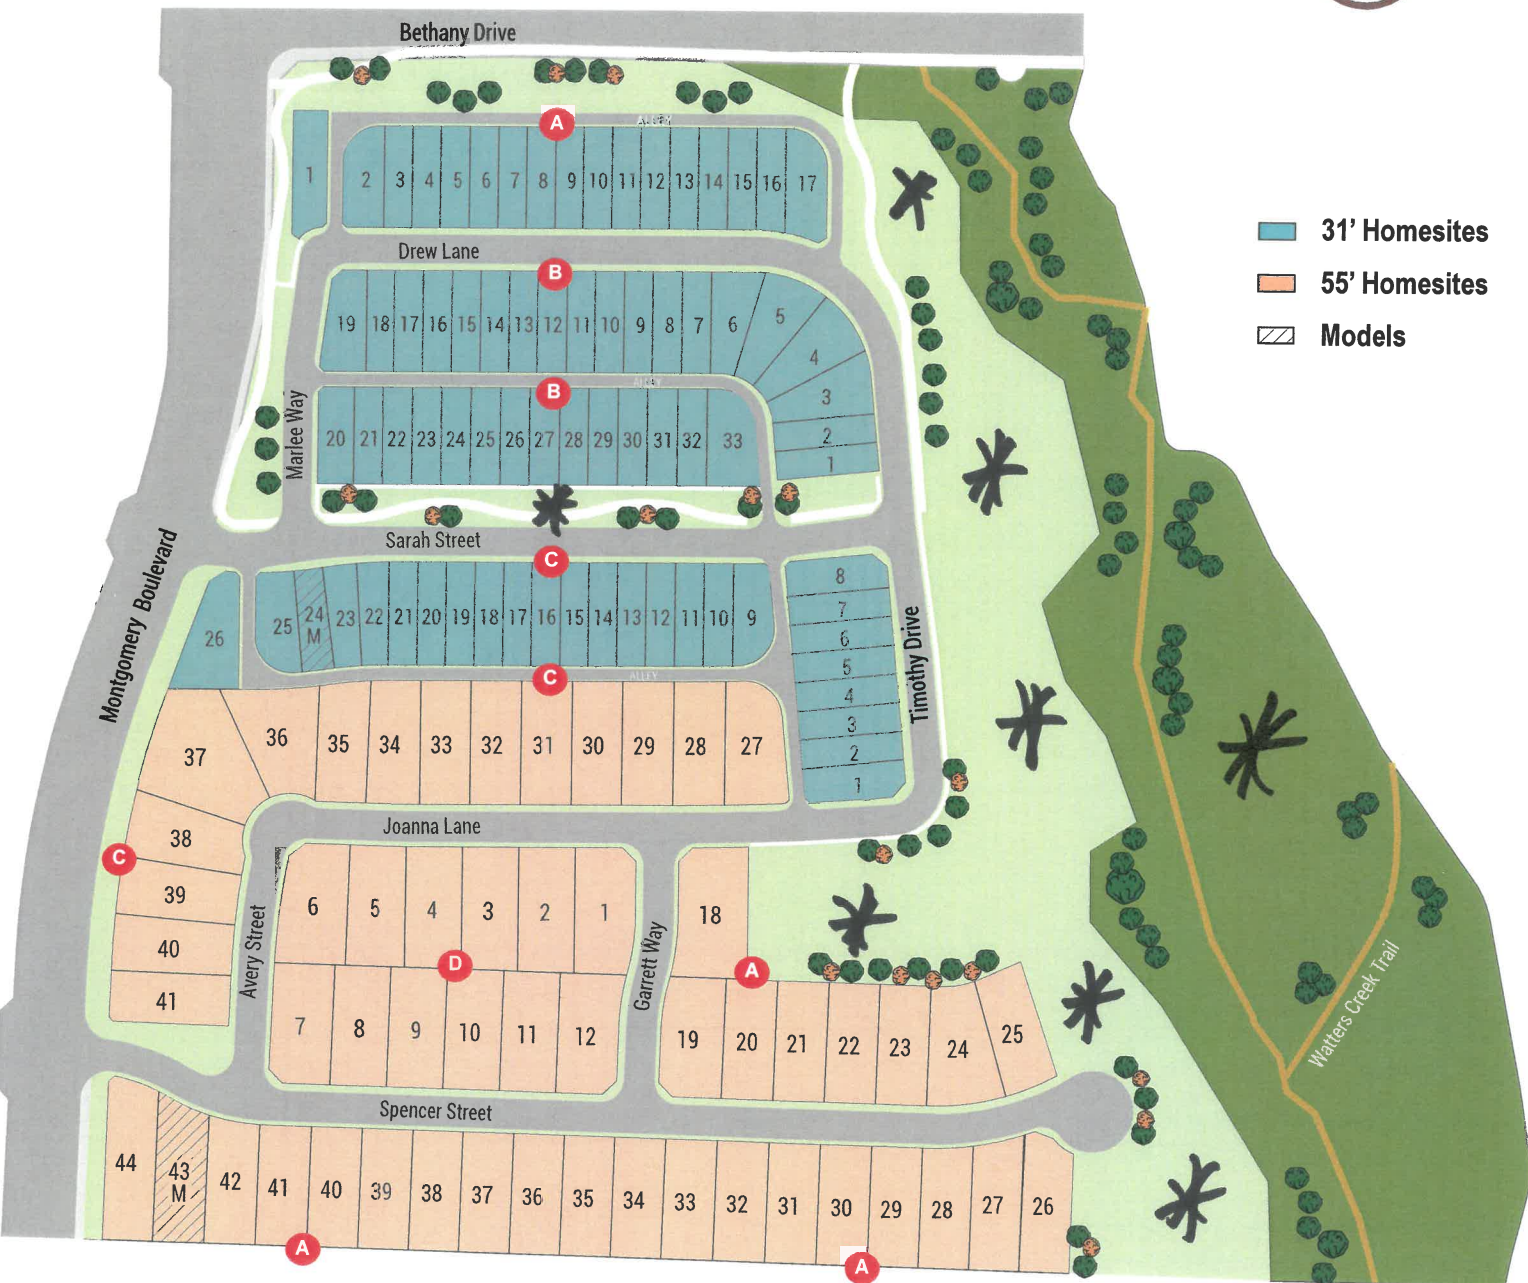 Bethany Drive
A
ALLEY
1 2 3 4 5 6 7 8 9 10 11 12 13 14 15 16 17
31' Homesites
55' Homesites
Models
Drew Lane
B
19 18 17 16 15 14 13 12 11 10 9 8 7 6 5
4
3
2
1
ALLEY
B
Marlee Way
20 21 22 23 24 25 26 27 28 29 30 31 32 33
Sarah Street
C
Montgomery Boulevard
26 25 24 M 23 22 21 20 19 18 17 16 15 14 13 12 11 10 9
8
7
6
5
4
3
2
1
Timothy Drive
C
ALLEY
37 36 35 34 33 32 31 30 29 28 27
Joanna Lane
38
C
39
40
41
Avery Street
6 5 4 3 2 1
D
7 8 9 10 11 12
Garrett Way
18
A
19 20 21 22 23 24 25
Watters Creek Trail
Spencer Street
44 43 M 42 41 40 39 38 37 36 35 34 33 32 31 30 29 28 27 26
A
A